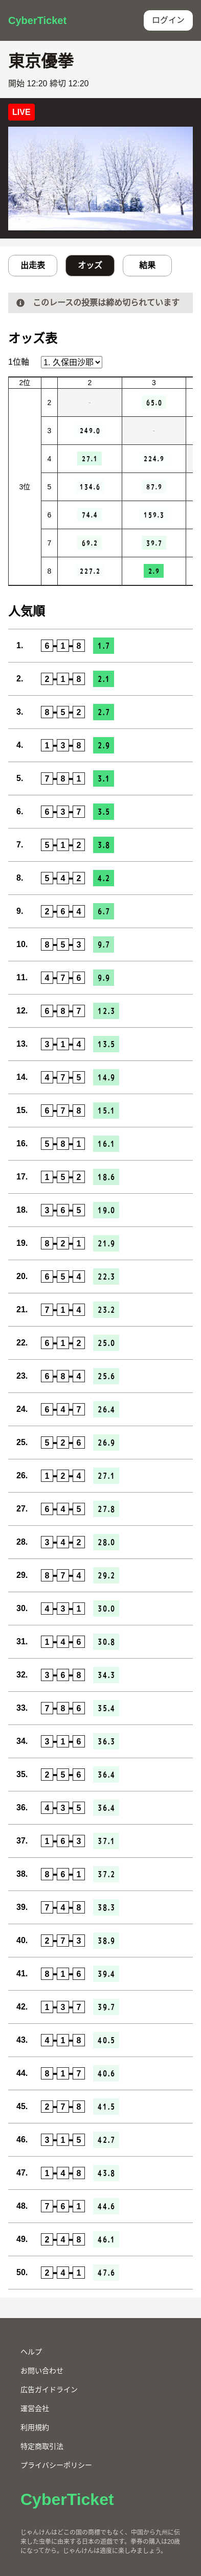 CyberTicket
ログイン
東京優拳
開始 12:20 締切 12:20
LIVE
出走表
オッズ
結果
このレースの投票は締め切られています
オッズ表
1位軸
1. 久保田沙耶
2位 2 3
3位
2 - 65.0
3 249.0 -
4 27.1 224.9
5 134.6 87.9
6 74.4 159.3
7 69.2 39.7
8 227.2 2.9
人気順
1. 6-1-8 1.7
2. 2-1-8 2.1
3. 8-5-2 2.7
4. 1-3-8 2.9
5. 7-8-1 3.1
6. 6-3-7 3.5
7. 5-1-2 3.8
8. 5-4-2 4.2
9. 2-6-4 6.7
10. 8-5-3 9.7
11. 4-7-6 9.9
12. 6-8-7 12.3
13. 3-1-4 13.5
14. 4-7-5 14.9
15. 6-7-8 15.1
16. 5-8-1 16.1
17. 1-5-2 18.6
18. 3-6-5 19.0
19. 8-2-1 21.9
20. 6-5-4 22.3
21. 7-1-4 23.2
22. 6-1-2 25.0
23. 6-8-4 25.6
24. 6-4-7 26.4
25. 5-2-6 26.9
26. 1-2-4 27.1
27. 6-4-5 27.8
28. 3-4-2 28.0
29. 8-7-4 29.2
30. 4-3-1 30.0
31. 1-4-6 30.8
32. 3-6-8 34.3
33. 7-8-6 35.4
34. 3-1-6 36.3
35. 2-5-6 36.4
36. 4-3-5 36.4
37. 1-6-3 37.1
38. 8-6-1 37.2
39. 7-4-8 38.3
40. 2-7-3 38.9
41. 8-1-6 39.4
42. 1-3-7 39.7
43. 4-1-8 40.5
44. 8-1-7 40.6
45. 2-7-8 41.5
46. 3-1-5 42.7
47. 1-4-8 43.8
48. 7-6-1 44.6
49. 2-4-8 46.1
50. 2-4-1 47.6
ヘルプ
お問い合わせ
広告ガイドライン
運営会社
利用規約
特定商取引法
プライバシーポリシー
CyberTicket
じゃんけんはどこの国の商標でもなく、中国から九州に伝
来した虫拳に出来する日本の遊戯です。拳券の購入は20歳
になってから。じゃんけんは適度に楽しみましょう。